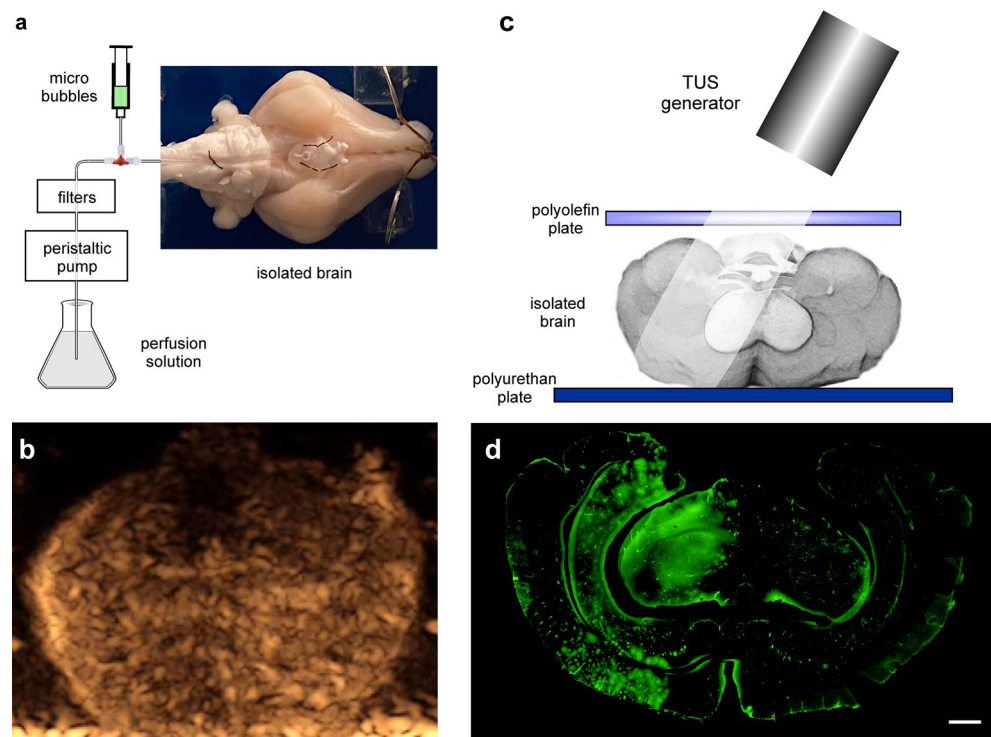 a
micro
bubbles
filters
peristaltic
pump
perfusion
solution
isolated brain
b
c
TUS
generator
polyolefin
plate
isolated
brain
polyurethan
plate
d